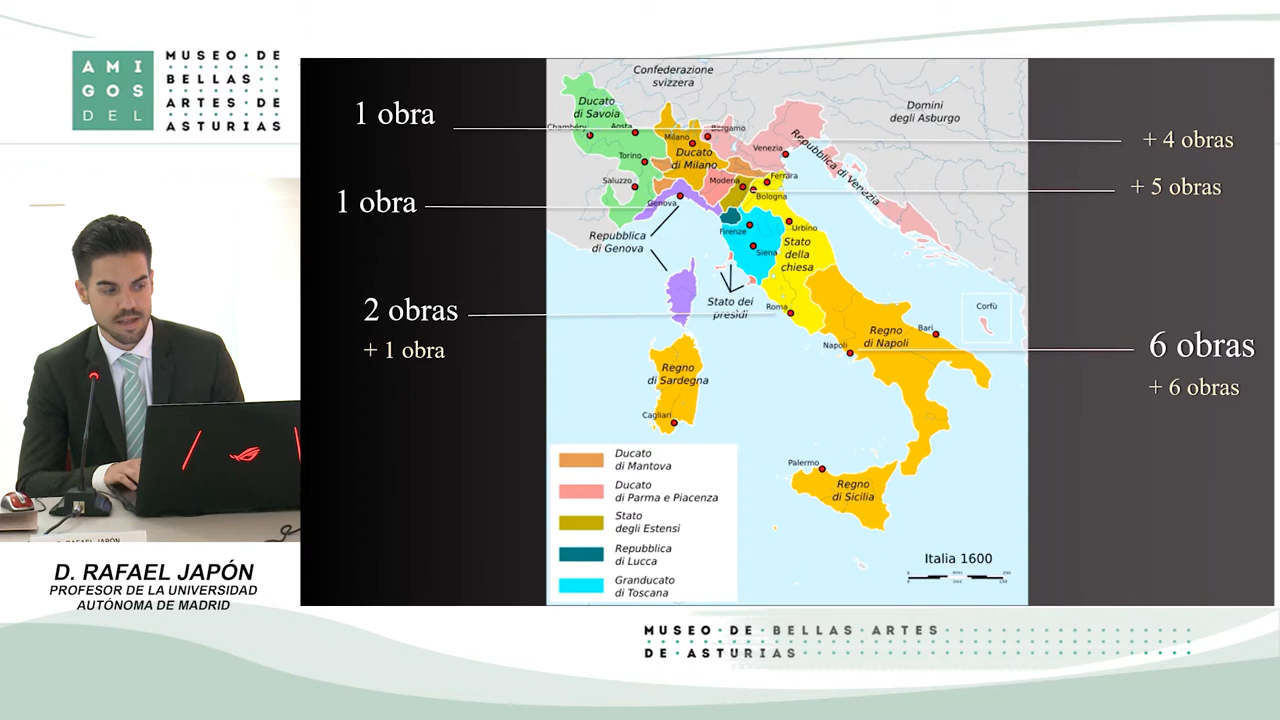 AMI
GOS
DEL
MUSEO·DE
BELLAS
ARTES·DE
ASTURIAS
1 obra
1 obra
2 obras
+ 1 obra
+ 4 obras
+ 5 obras
6 obras
+ 6 obras
Confederazione
svizzera
Domini
degli Asburgo
Ducato
di Savoia
Chambéry
Aosta
Torino
Saluzzo
Milano
Bergamo
Ducato
di Milano
Venezia
Repubblica di Venezia
Modena
Ferrara
Bologna
Genova
Repubblica
di Genova
Firenze
Siena
Urbino
Stato
della
chiesa
Stato dei
presìdi
Roma
Corfù
Regno
di Napoli
Bari
Napoli
Regno
di Sardegna
Cagliari
Palermo
Regno
di Sicilia
Ducato
di Mantova
Ducato
di Parma e Piacenza
Stato
degli Estensi
Repubblica
di Lucca
Granducato
di Toscana
Italia 1600
D. RAFAEL JAPÓN
D. RAFAEL JAPÓN
PROFESOR DE LA UNIVERSIDAD
AUTÓNOMA DE MADRID
MUSEO·DE·BELLAS·ARTES
DE·ASTURIAS